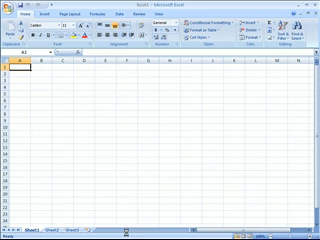 Book1 - Microsoft Excel
Home Insert Page Layout Formulas Data Review View
Calibri 11 General Conditional Formatting Insert
Paste B I U $ % , Format as Table Delete Sort & Find &
Cell Styles Format Filter Select
Clipboard Font Alignment Number Styles Cells Editing
A1
A B C D E F G H I J K L M N
1
2
3
4
5
6
7
8
9
10
11
12
13
14
15
16
17
18
19
20
21
22
23
24
Sheet1 Sheet2 Sheet3
Ready 100%